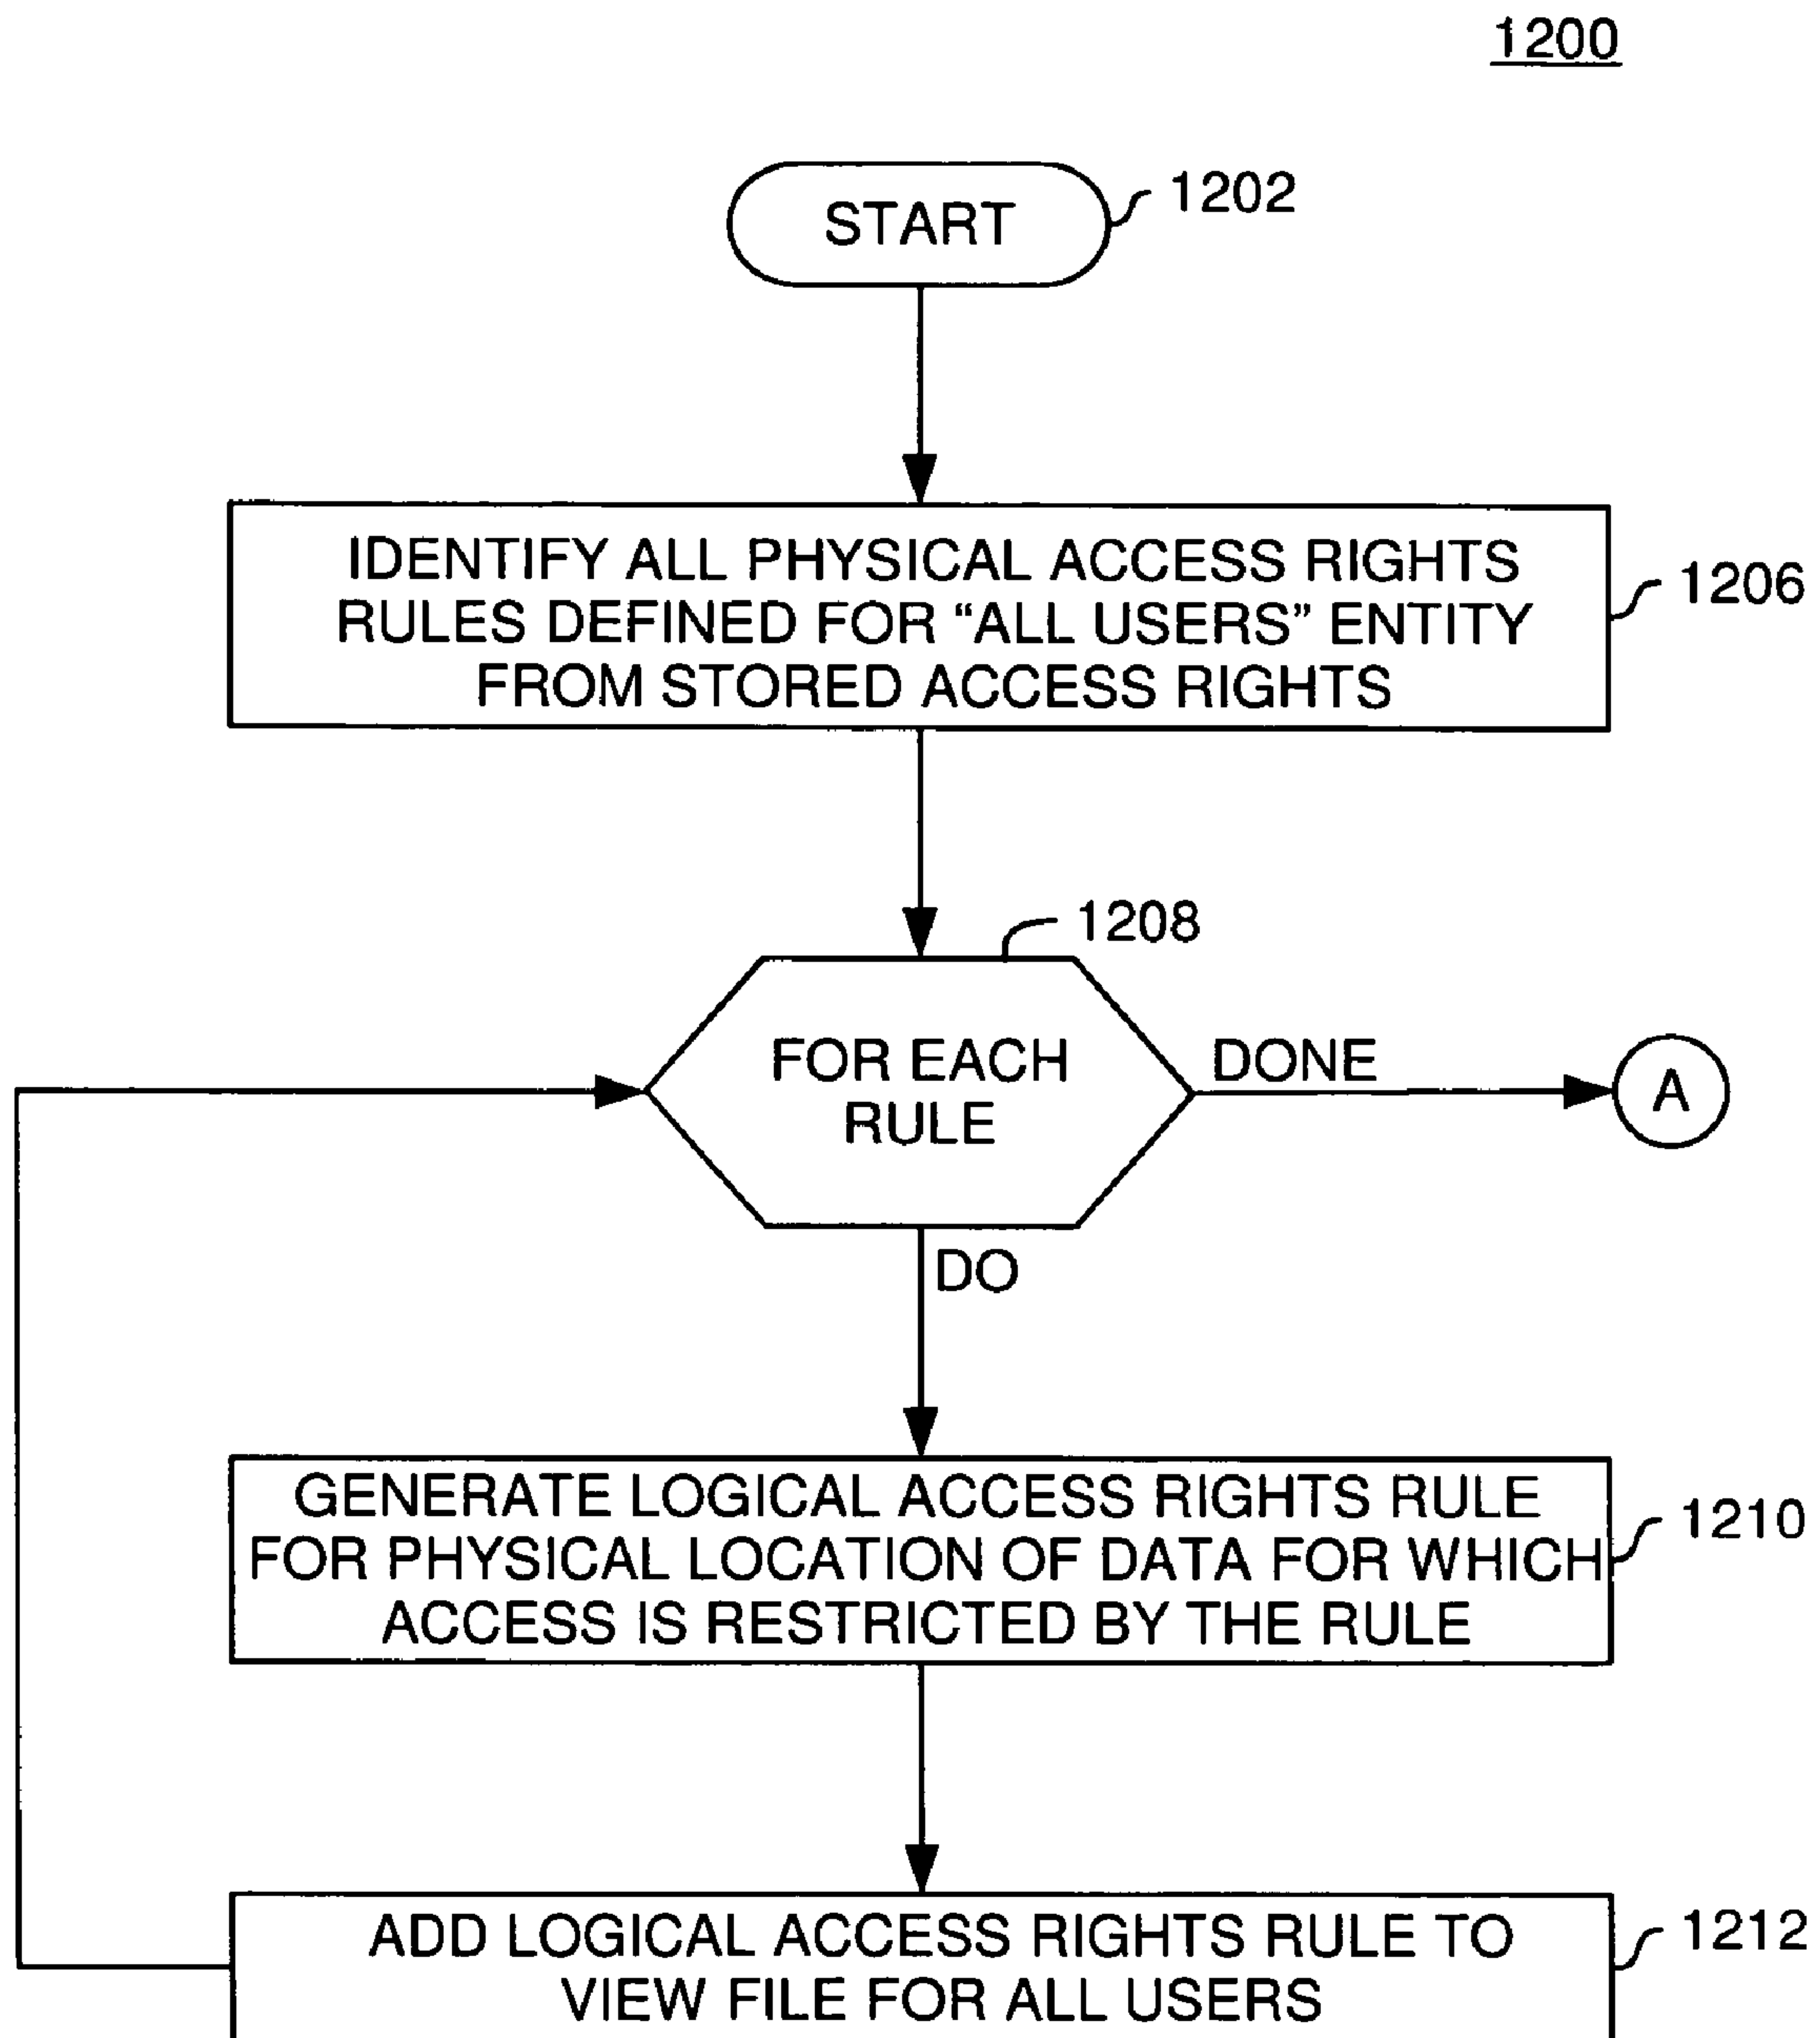 1200
START
1202
IDENTIFY ALL PHYSICAL ACCESS RIGHTS
RULES DEFINED FOR “ALL USERS” ENTITY
FROM STORED ACCESS RIGHTS
1206
1208
FOR EACH
RULE
DONE
A
DO
GENERATE LOGICAL ACCESS RIGHTS RULE
FOR PHYSICAL LOCATION OF DATA FOR WHICH
ACCESS IS RESTRICTED BY THE RULE
1210
ADD LOGICAL ACCESS RIGHTS RULE TO
VIEW FILE FOR ALL USERS
1212